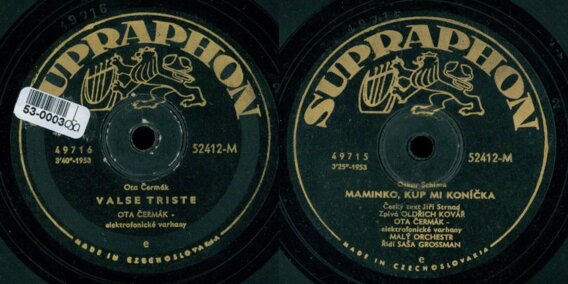 49716
SUPRAPHON
53-0003
49716
3'40"-1953
52412-M
Ota Čermák
VALSE TRISTE
OTA ČERMÁK -
elektrofonické varhany
e
MADE IN CZECHOSLOVAKIA
49715
SUPRAPHON
49715
3'25"-1953
52412-M
Oskar Schima
MAMINKO, KUP MI KONÍČKA
Český text Jiří Strnad
Zpívá OLDŘICH KOVÁŘ
OTA ČERMÁK -
elektrofonické varhany
MALÝ ORCHESTR
Řídí SAŠA GROSSMAN
e
MADE IN CZECHOSLOVAKIA